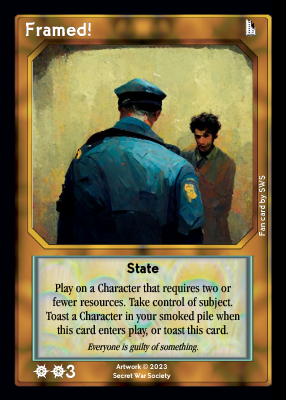 Framed!
Fan card by SWS
State
Play on a Character that requires two or
fewer resources. Take control of subject.
Toast a Character in your smoked pile when
this card enters play, or toast this card.
Everyone is guilty of something.
3
Artwork © 2023
Secret War Society